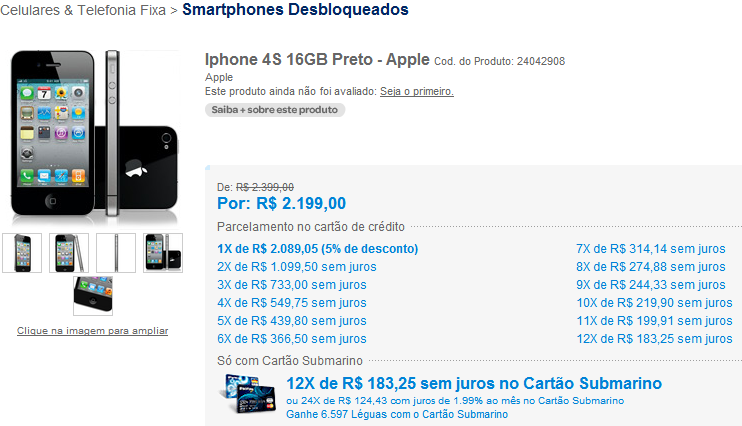 Celulares & Telefonia Fixa > Smartphones Desbloqueados
Iphone 4S 16GB Preto - Apple Cod. do Produto: 24042908
Apple
Este produto ainda não foi avaliado: Seja o primeiro.
Saiba + sobre este produto
De: R$ 2.399,00
Por: R$ 2.199,00
Parcelamento no cartão de crédito
1X de R$ 2.089,05 (5% de desconto)
2X de R$ 1.099,50 sem juros
3X de R$ 733,00 sem juros
4X de R$ 549,75 sem juros
5X de R$ 439,80 sem juros
6X de R$ 366,50 sem juros
7X de R$ 314,14 sem juros
8X de R$ 274,88 sem juros
9X de R$ 244,33 sem juros
10X de R$ 219,90 sem juros
11X de R$ 199,91 sem juros
12X de R$ 183,25 sem juros
Clique na imagem para ampliar
Só com Cartão Submarino
12X de R$ 183,25 sem juros no Cartão Submarino
ou 24X de R$ 124,43 com juros de 1.99% ao mês no Cartão Submarino
Ganhe 6.597 Léguas com o Cartão Submarino